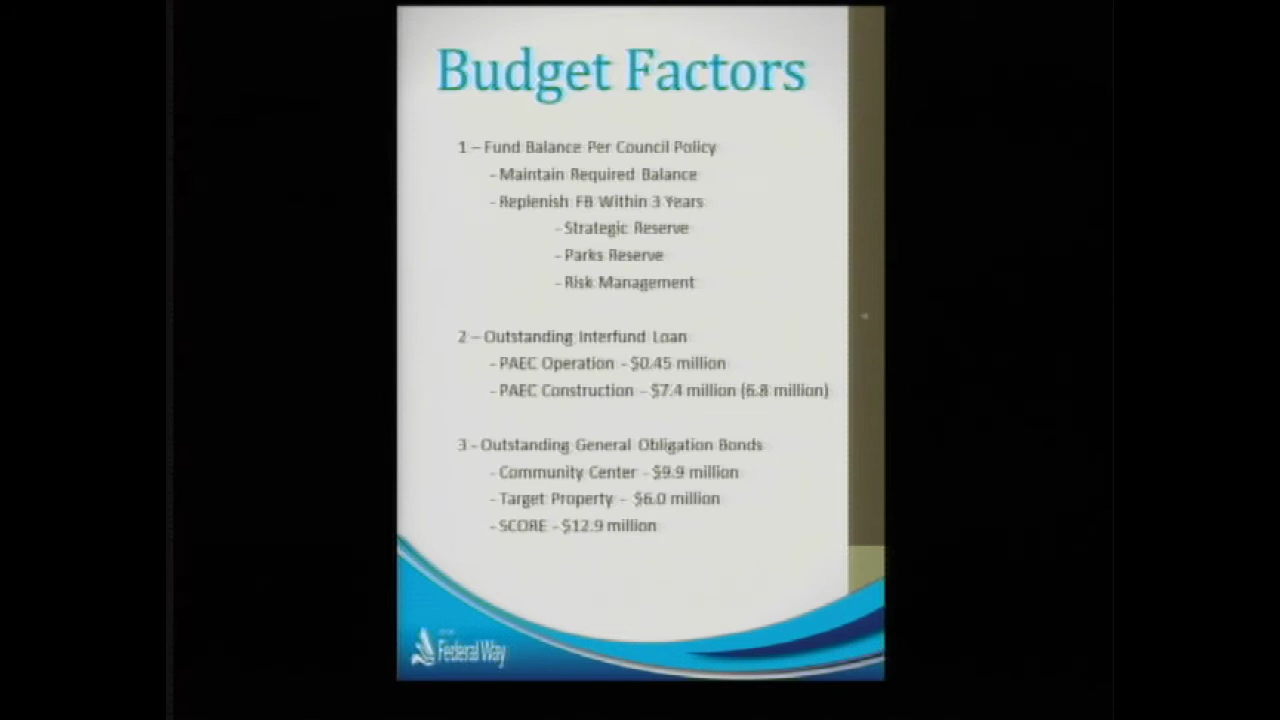 Budget Factors
1 – Fund Balance Per Council Policy
- Maintain Required Balance
- Replenish FB Within 3 Years
- Strategic Reserve
- Parks Reserve
- Risk Management
2 – Outstanding Interfund Loan
- PAEC Operation - $0.45 million
- PAEC Construction - $7.4 million (6.8 million)
3 - Outstanding General Obligation Bonds
- Community Center - $9.9 million
- Target Property - $6.0 million
- SCORE - $12.9 million
Federal Way